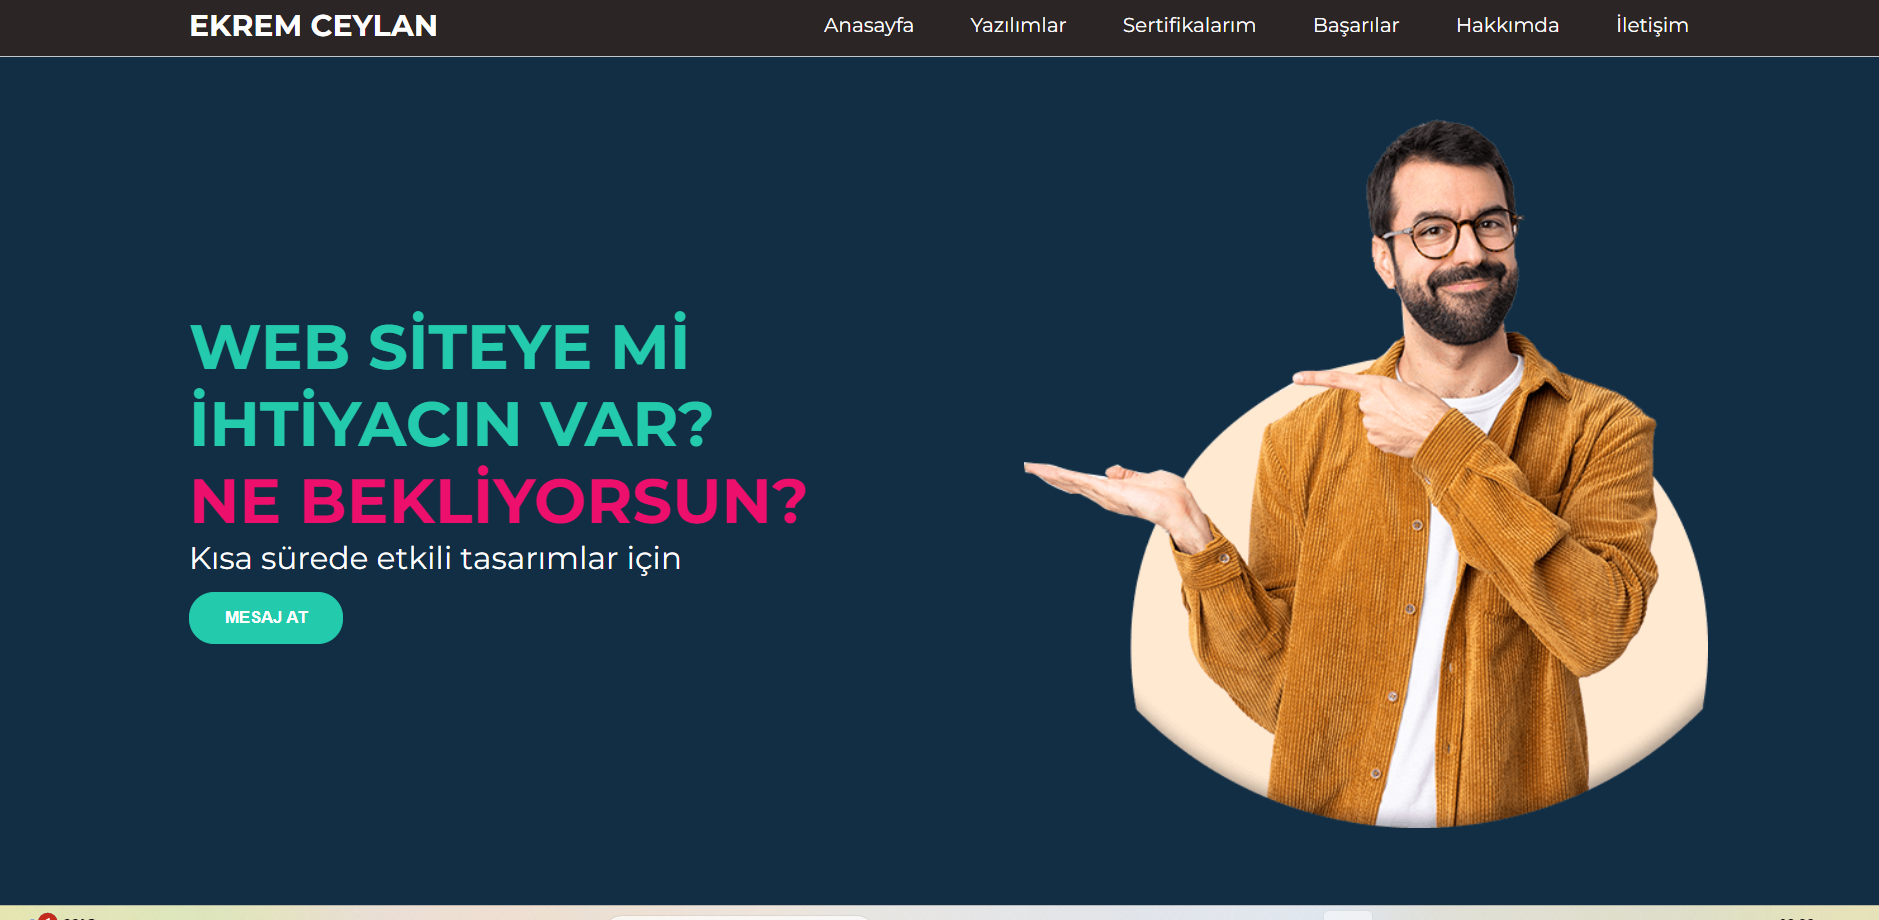 EKREM CEYLAN
Anasayfa Yazılımlar Sertifikalarım Başarılar Hakkımda İletişim
WEB SİTEYE Mİ
İHTİYACIN VAR?
NE BEKLİYORSUN?
Kısa sürede etkili tasarımlar için
MESAJ AT